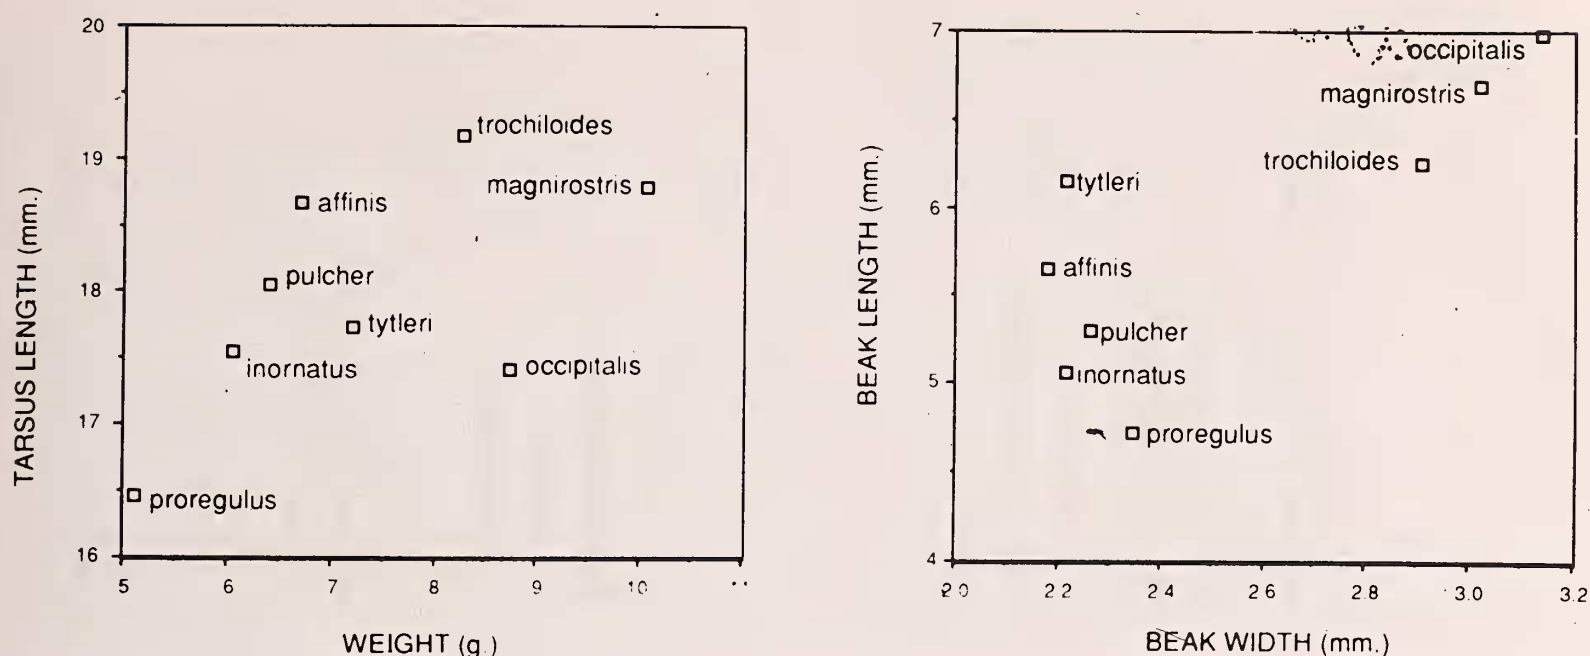 20
19
18
17
16
TARSUS LENGTH (mm.)
trochiloides
magnirostris
affinis
pulcher
tytleri
inornatus
occipitalis
proregulus
5 6 7 8 9 10
WEIGHT (g.)
7
6
5
4
BEAK LENGTH (mm.)
occipitalis
magnirostris
trochiloides
tytleri
affinis
pulcher
inornatus
proregulus
2.0 2.2 2.4 2.6 2.8 3.0 3.2
BEAK WIDTH (mm.)